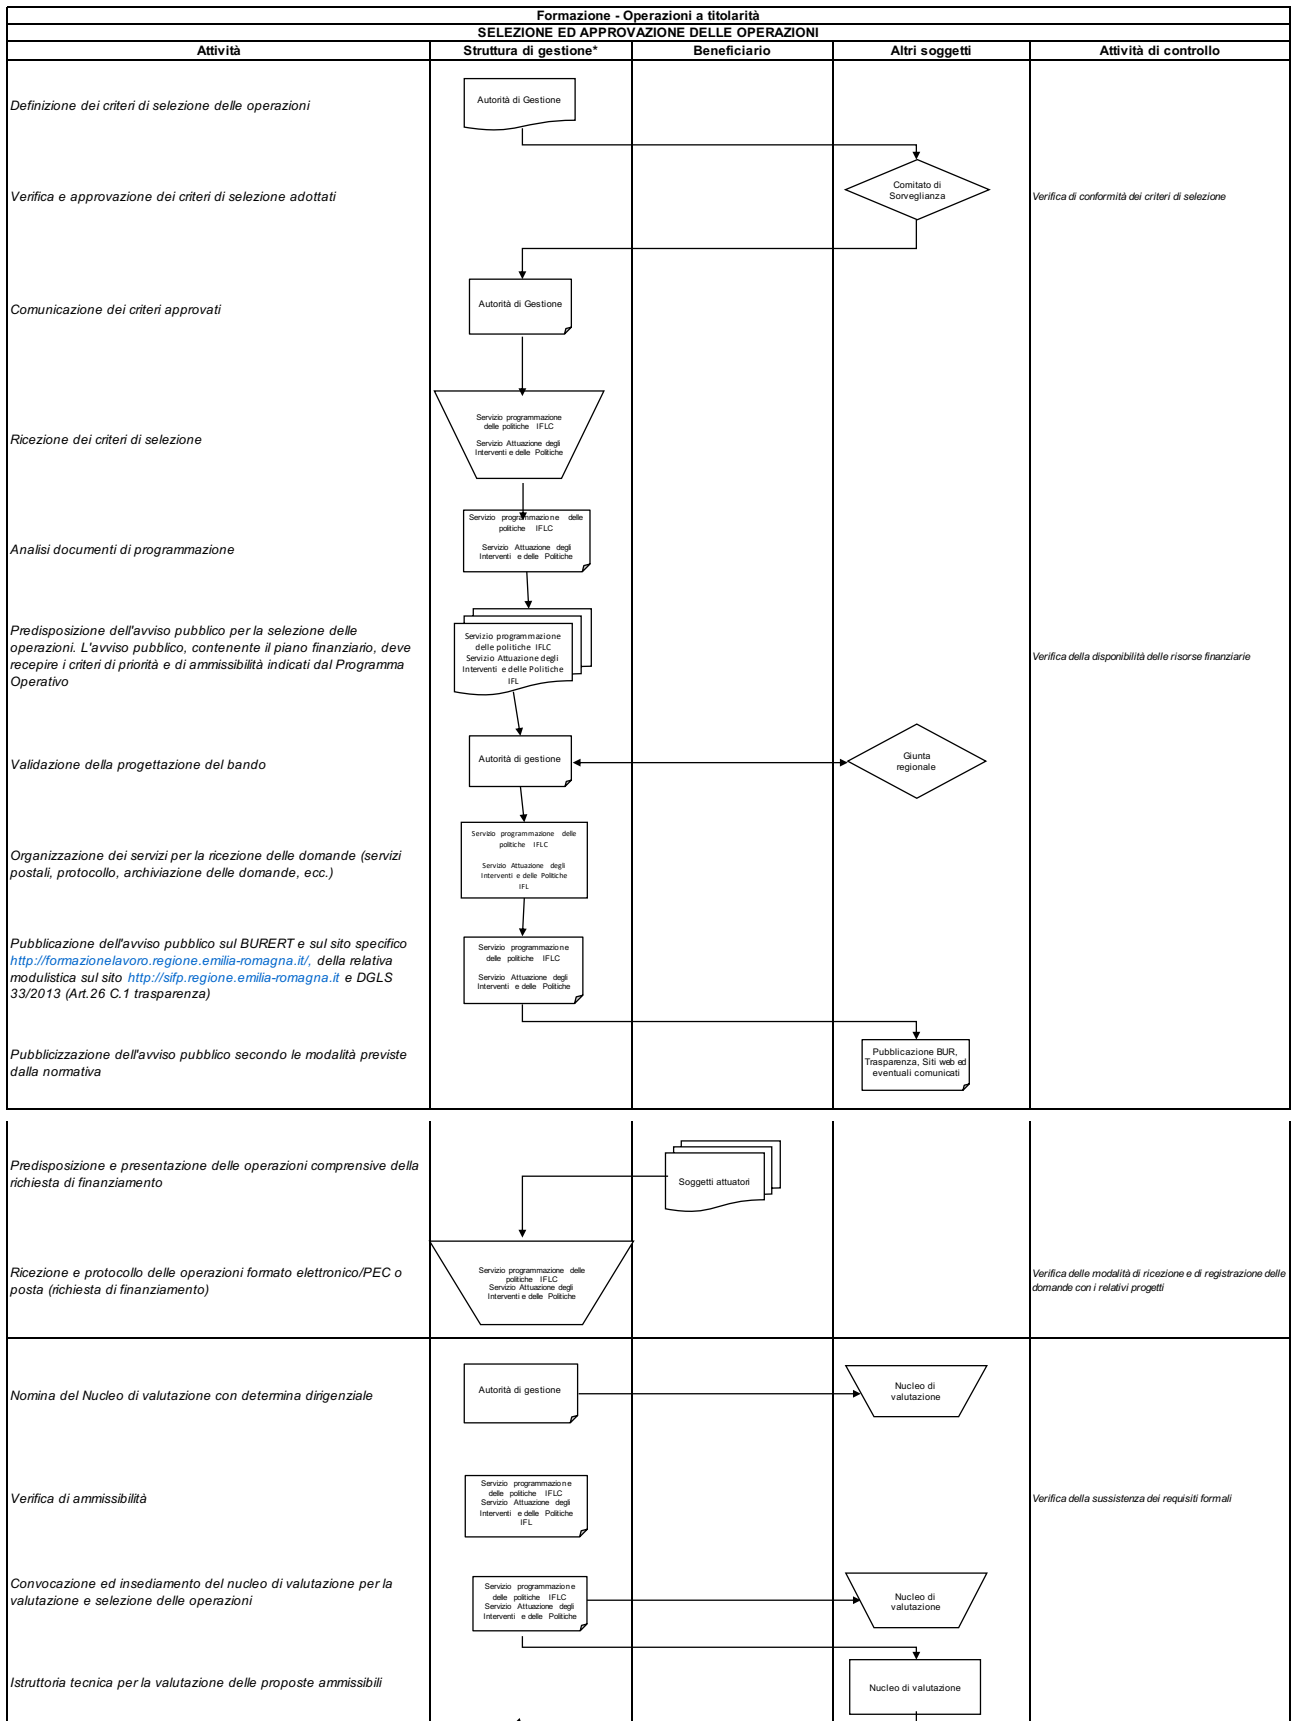 Formazione - Operazioni a titolarità
SELEZIONE ED APPROVAZIONE DELLE OPERAZIONI
Attività
Struttura di gestione*
Beneficiario
Altri soggetti
Attività di controllo
Definizione dei criteri di selezione delle operazioni
Autorità di Gestione
Verifica e approvazione dei criteri di selezione adottati
Comitato di
Sorveglianza
Verifica di conformità dei criteri di selezione
Comunicazione dei criteri approvati
Autorità di Gestione
Ricezione dei criteri di selezione
Servizio programmazione
delle politiche IFLC
Servizio Attuazione degli
Interventi e delle Politiche
Analisi documenti di programmazione
Servizio programmazione delle
politiche IFLC
Servizio Attuazione degli
Interventi e delle Politiche
Predisposizione dell'avviso pubblico per la selezione delle
operazioni. L'avviso pubblico, contenente il piano finanziario, deve
recepire i criteri di priorità e di ammissibilità indicati dal Programma
Operativo
Servizio programmazione
delle politiche IFLC
Servizio Attuazione degli
Interventi e delle Politiche
IFL
Verifica della disponibilità delle risorse finanziarie
Validazione della progettazione del bando
Autorità di gestione
Giunta
regionale
Organizzazione dei servizi per la ricezione delle domande (servizi
postali, protocollo, archiviazione delle domande, ecc.)
Servizio programmazione delle
politiche IFLC
Servizio Attuazione degli
Interventi e delle Politiche
IFL
Pubblicazione dell'avviso pubblico sul BURERT e sul sito specifico
http://formazionelavoro.regione.emilia-romagna.it/, della relativa
modulistica sul sito http://sifp.regione.emilia-romagna.it e DGLS
33/2013 (Art.26 C.1 trasparenza)
Servizio programmazione
delle politiche IFLC
Servizio Attuazione degli
Interventi e delle Politiche
Pubblicizzazione dell'avviso pubblico secondo le modalità previste
dalla normativa
Pubblicazione BUR,
Trasparenza, Siti web ed
eventuali comunicati
Predisposizione e presentazione delle operazioni comprensive della
richiesta di finanziamento
Soggetti attuatori
Ricezione e protocollo delle operazioni formato elettronico/PEC o
posta (richiesta di finanziamento)
Servizio programmazione delle
politiche IFLC
Servizio Attuazione degli
Interventi e delle Politiche
Verifica delle modalità di ricezione e di registrazione delle
domande con i relativi progetti
Nomina del Nucleo di valutazione con determina dirigenziale
Autorità di gestione
Nucleo di
valutazione
Verifica di ammissibilità
Servizio programmazione
delle politiche IFLC
Servizio Attuazione degli
Interventi e delle Politiche
IFL
Verifica della sussistenza dei requisiti formali
Convocazione ed insediamento del nucleo di valutazione per la
valutazione e selezione delle operazioni
Servizio programmazione
delle politiche IFLC
Servizio Attuazione degli
Interventi e delle Politiche
Nucleo di
valutazione
Istruttoria tecnica per la valutazione delle proposte ammissibili
Nucleo di valutazione